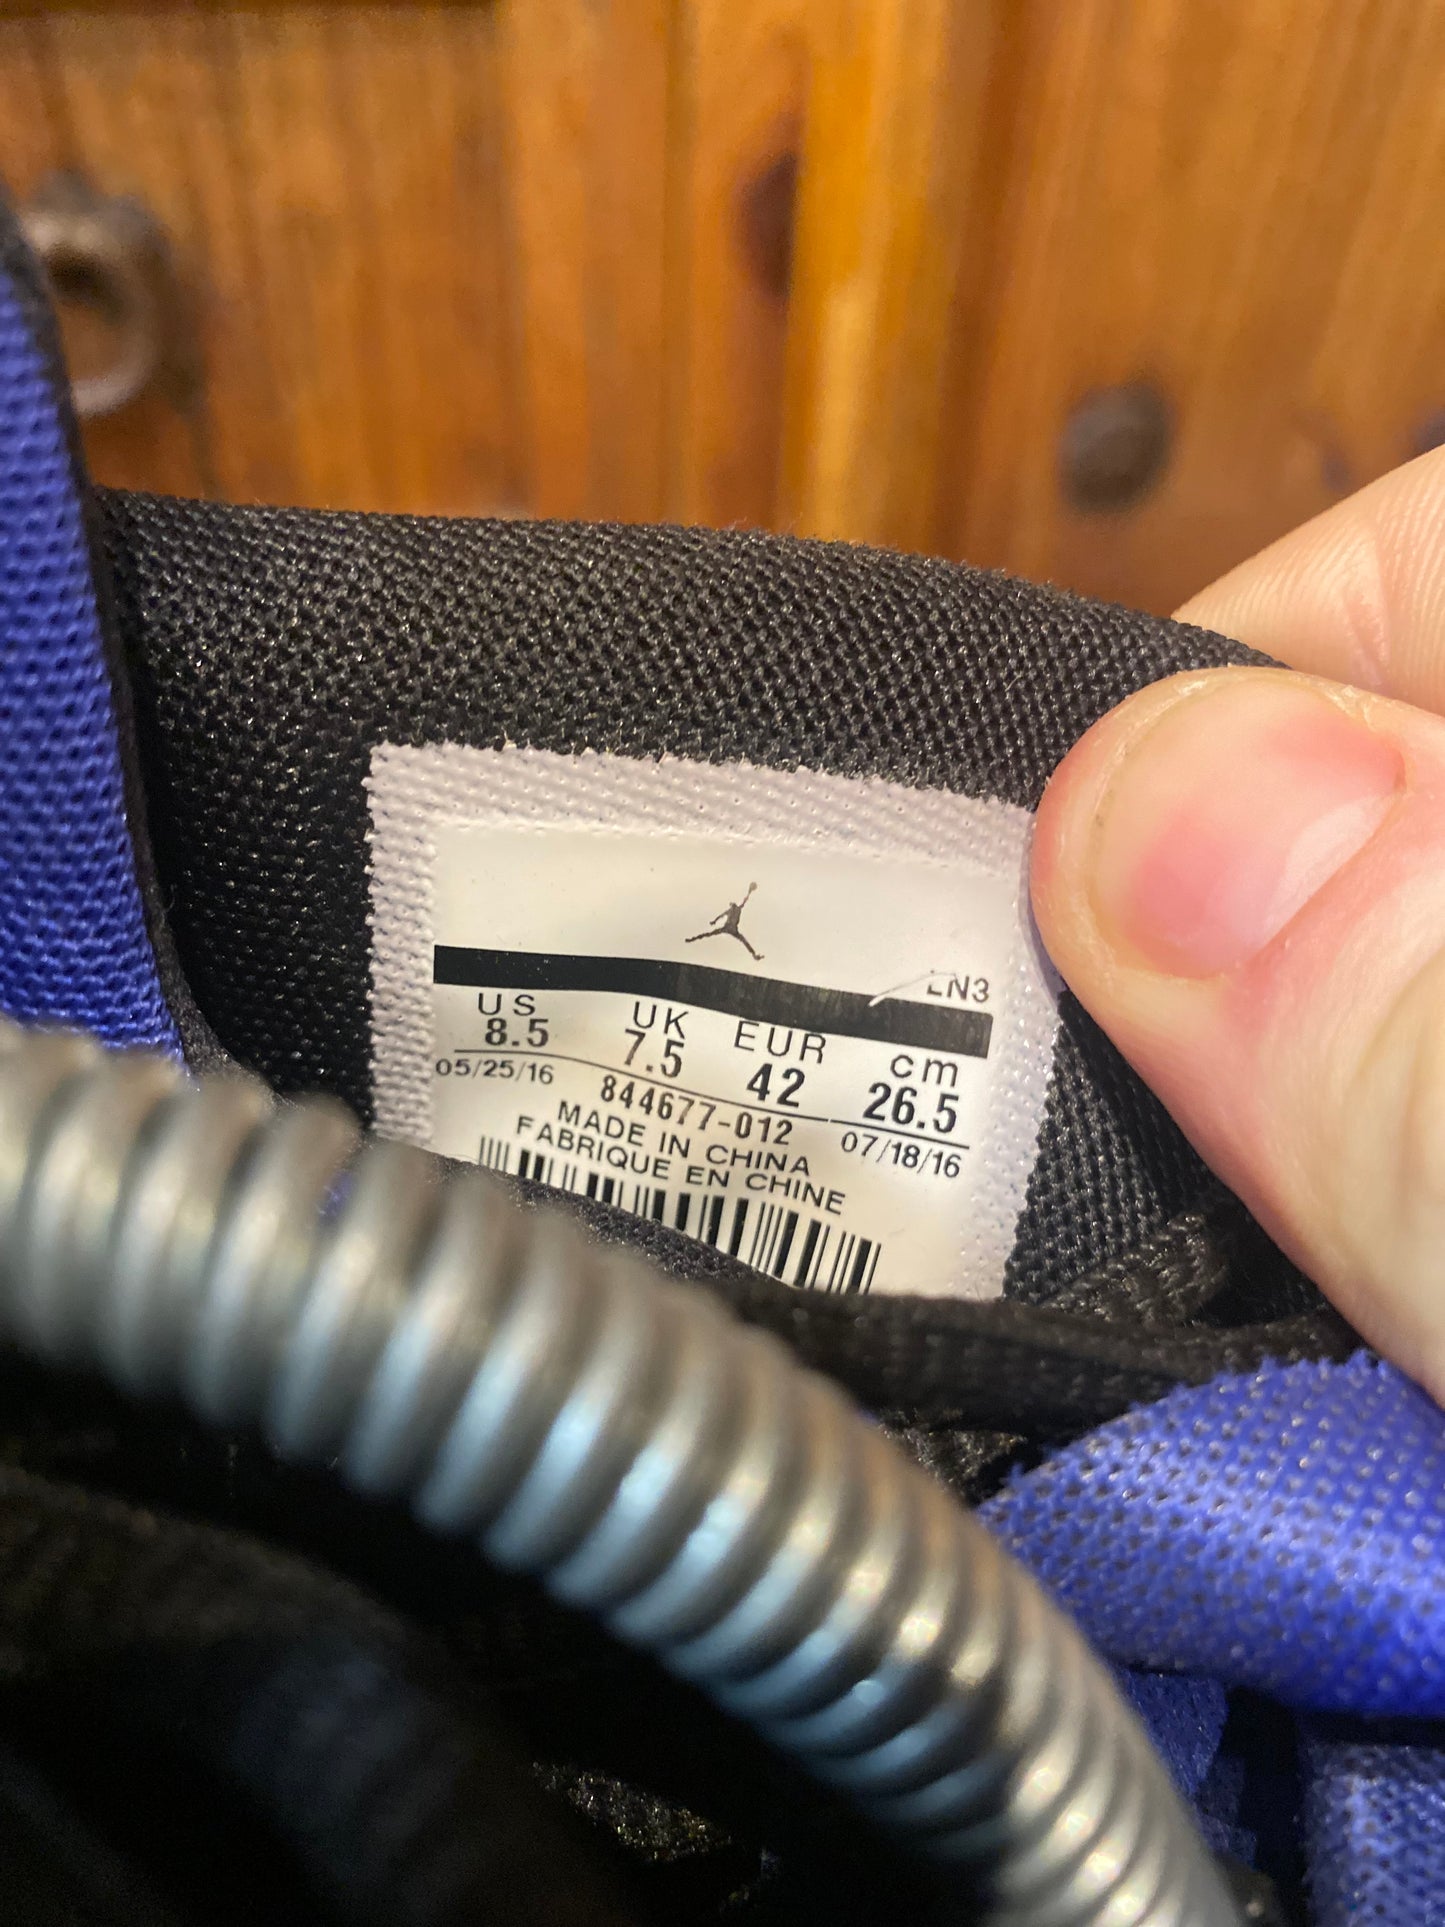 LN3
US UK EUR cm
8.5 7.5 42 26.5
05/25/16 844677-012 07/18/16
MADE IN CHINA
FABRIQUE EN CHINE